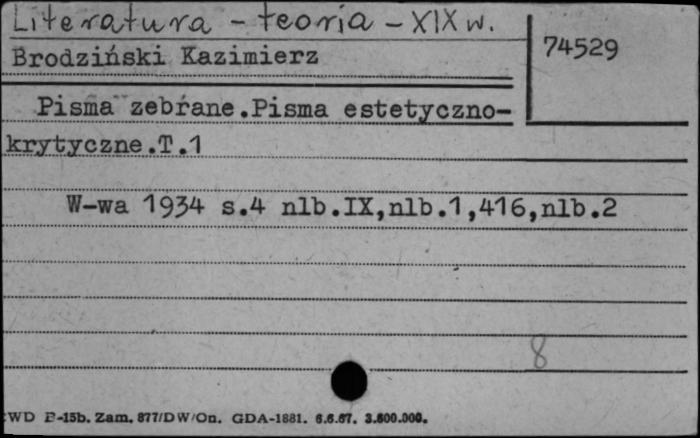 Literatura - teoria - XIX w.
74529
Brodziński Kazimierz
Pisma zebrane.Pisma estetyczno-
krytyczne.T.1
W-wa 1934 s.4 nlb.IX,nlb.1,416,nlb.2
8
WD P-15b. Zam. 877/DW/On. GDA-1881. 6.6.67. 3.600.000.